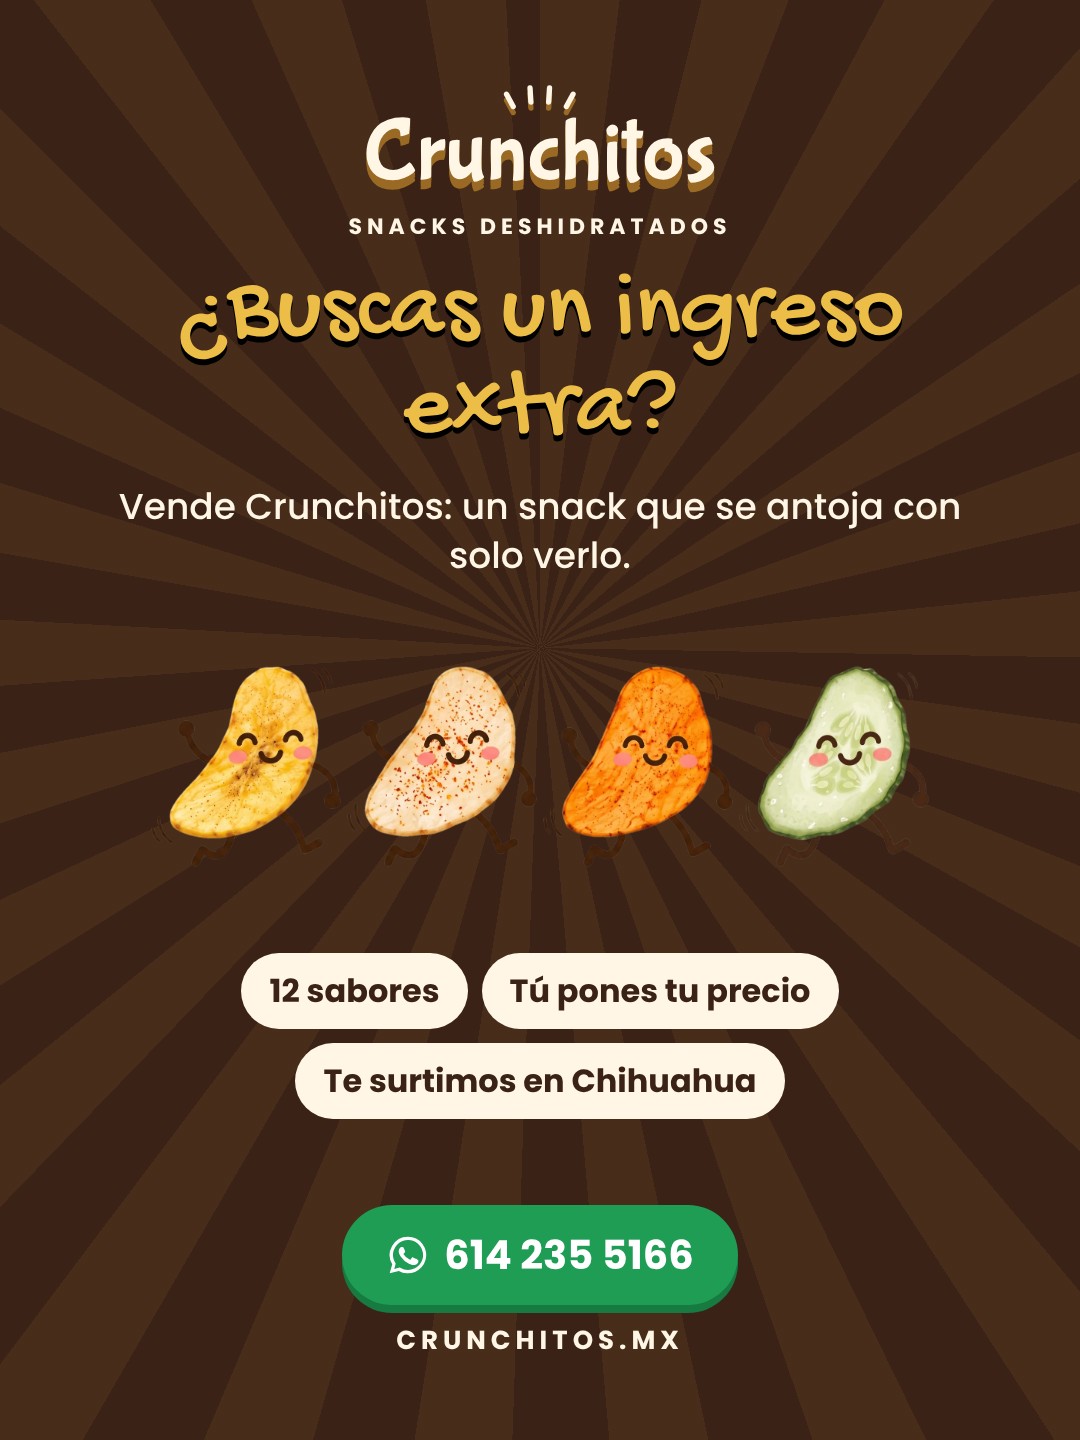 Crunchitos
SNACKS DESHIDRATADOS
¿Buscas un ingreso
extra?
Vende Crunchitos: un snack que se antoja con
solo verlo.
12 sabores
Tú pones tu precio
Te surtimos en Chihuahua
614 235 5166
CRUNCHITOS.MX